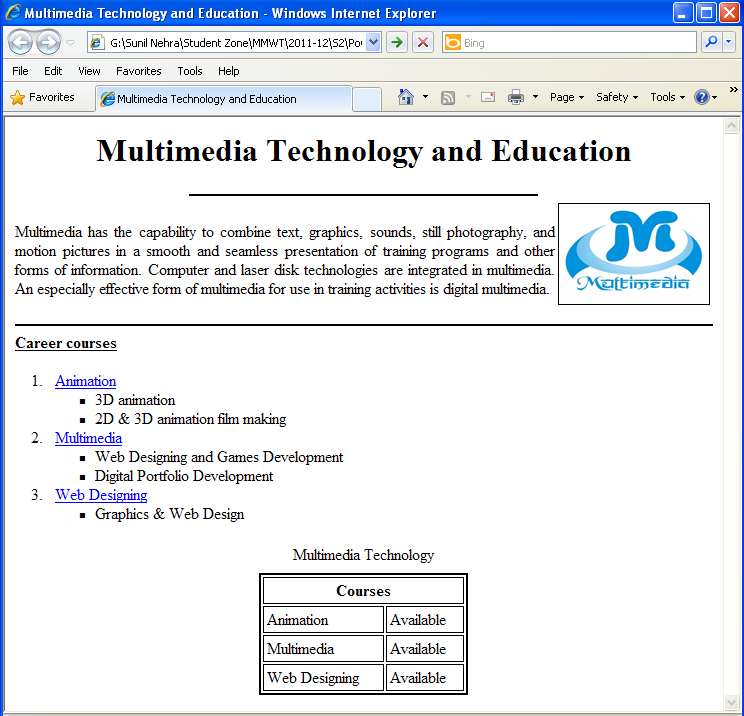 Multimedia Technology and Education - Windows Internet Explorer
G:\Sunil Nehra\Student Zone\MMWT\2011-12\S2\Po
Bing
File Edit View Favorites Tools Help
Favorites
Multimedia Technology and Education
Page Safety Tools
Multimedia Technology and Education
Multimedia has the capability to combine text, graphics, sounds, still photography, and
motion pictures in a smooth and seamless presentation of training programs and other
forms of information. Computer and laser disk technologies are integrated in multimedia.
An especially effective form of multimedia for use in training activities is digital multimedia.
M
Multimedia
Career courses
1. Animation
▪ 3D animation
▪ 2D & 3D animation film making
2. Multimedia
▪ Web Designing and Games Development
▪ Digital Portfolio Development
3. Web Designing
▪ Graphics & Web Design
Multimedia Technology
Courses
Animation Available
Multimedia Available
Web Designing Available